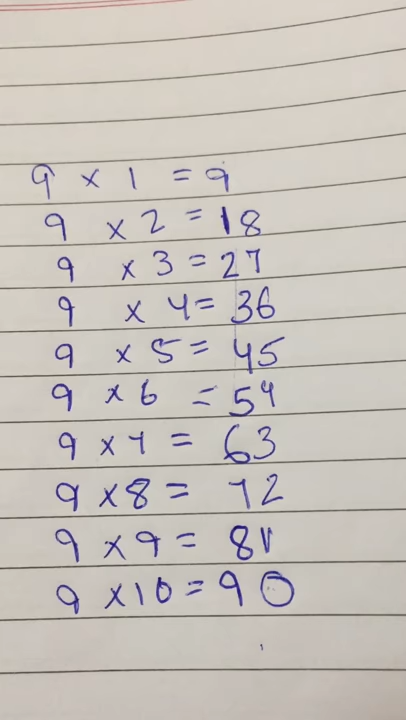 9 × 1 = 9
9 × 2 = 18
9 × 3 = 27
9 × 4 = 36
9 × 5 = 45
9 × 6 = 54
9 × 7 = 63
9 × 8 = 72
9 × 9 = 81
9 × 10 = 90